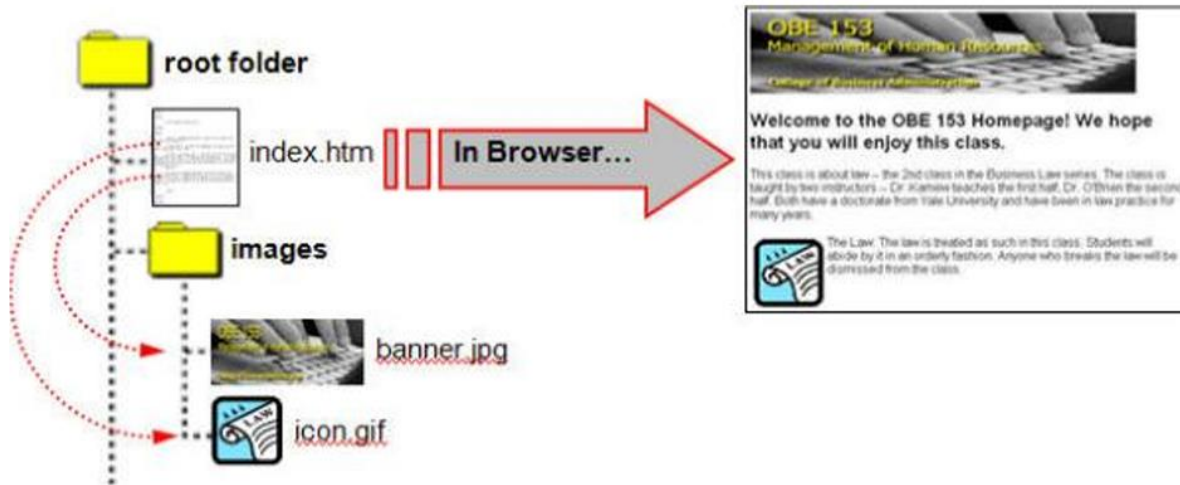 root folder
index.htm
In Browser...
images
banner.jpg
icon.gif
OBE 153
Management of Human Resources
College of Business Administration
Welcome to the OBE 153 Homepage! We hope
that you will enjoy this class.
This class is about law – the 2nd class in the Business Law series. The class is
taught by two instructors – Dr. Kamiew teaches the first half, Dr. O'Brien the second
half. Both have a doctorate from Yale University and have been in law practice for
many years.
The Law. The law is treated as such in this class. Students will
abide by it in an orderly fashion. Anyone who breaks the law will be
dismissed from the class.
LAW
OBE 153
LAW